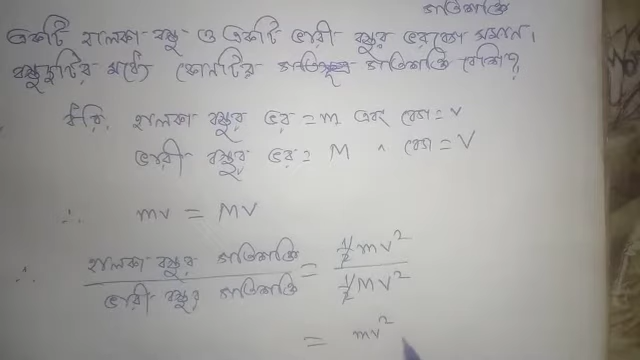 গতিশক্তি
একটি হালকা বস্তু ও একটি ভারী বস্তুর ভরবেগ সমান।
বস্তুদুটির মধ্যে কোনটির গতিশক্তি বেশি?
ধরি, হালকা বস্তুর ভর = m এবং বেগ = v
ভারী বস্তুর ভর = M " বেগ = V
∴ mv = MV
∴ হালকা বস্তুর গতিশক্তি / ভারী বস্তুর গতিশক্তি = ½mv² / ½MV²
= mv²